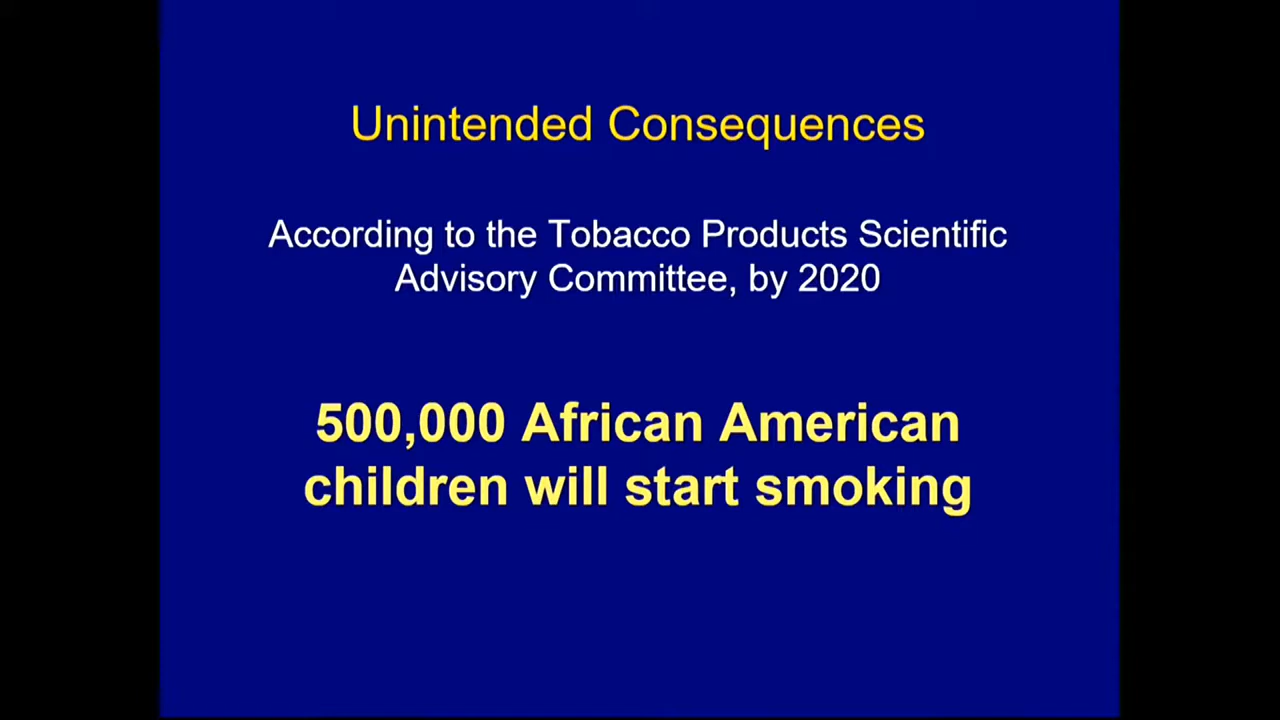 Unintended Consequences
According to the Tobacco Products Scientific
Advisory Committee, by 2020
500,000 African American
children will start smoking